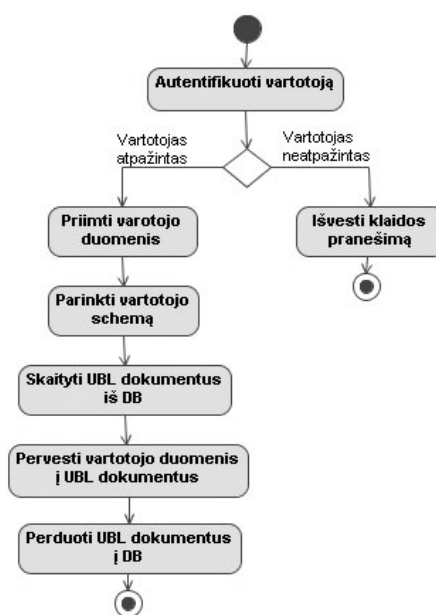 Autentifikuoti vartotoją
Vartotojas
atpažintas
Vartotojas
neatpažintas
Priimti varotojo
duomenis
Išvesti klaidos
pranešimą
Parinkti vartotojo
schemą
Skaityti UBL dokumentus
iš DB
Pervesti vartotojo duomenis
į UBL dokumentus
Perduoti UBL dokumentus
į DB